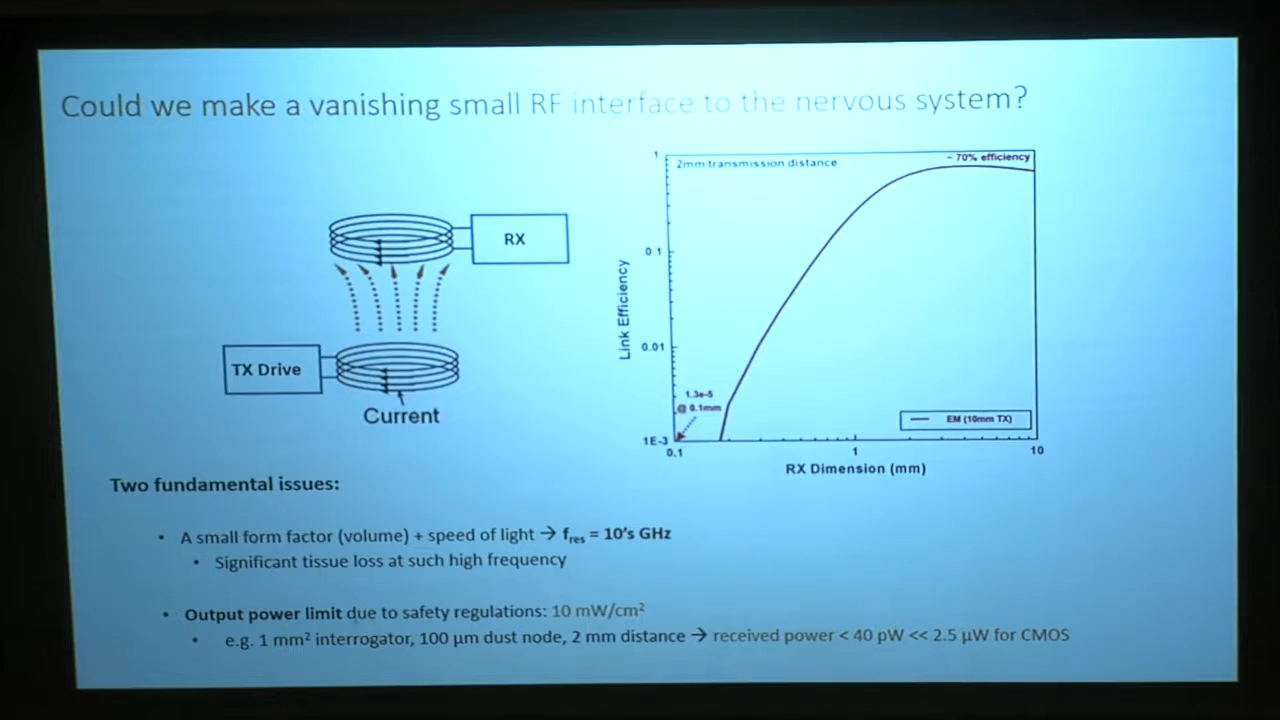 Could we make a vanishing small RF interface to the nervous system?
RX
TX Drive
Current
1
2mm transmission distance
~ 70% efficiency
0.1
Link Efficiency
0.01
1.3e-5
@ 0.1mm
EM (10mm TX)
1E-3
0.1
1
10
RX Dimension (mm)
Two fundamental issues:
• A small form factor (volume) + speed of light → fres = 10's GHz
• Significant tissue loss at such high frequency
• Output power limit due to safety regulations: 10 mW/cm²
• e.g. 1 mm² interrogator, 100 µm dust node, 2 mm distance → received power < 40 pW << 2.5 µW for CMOS